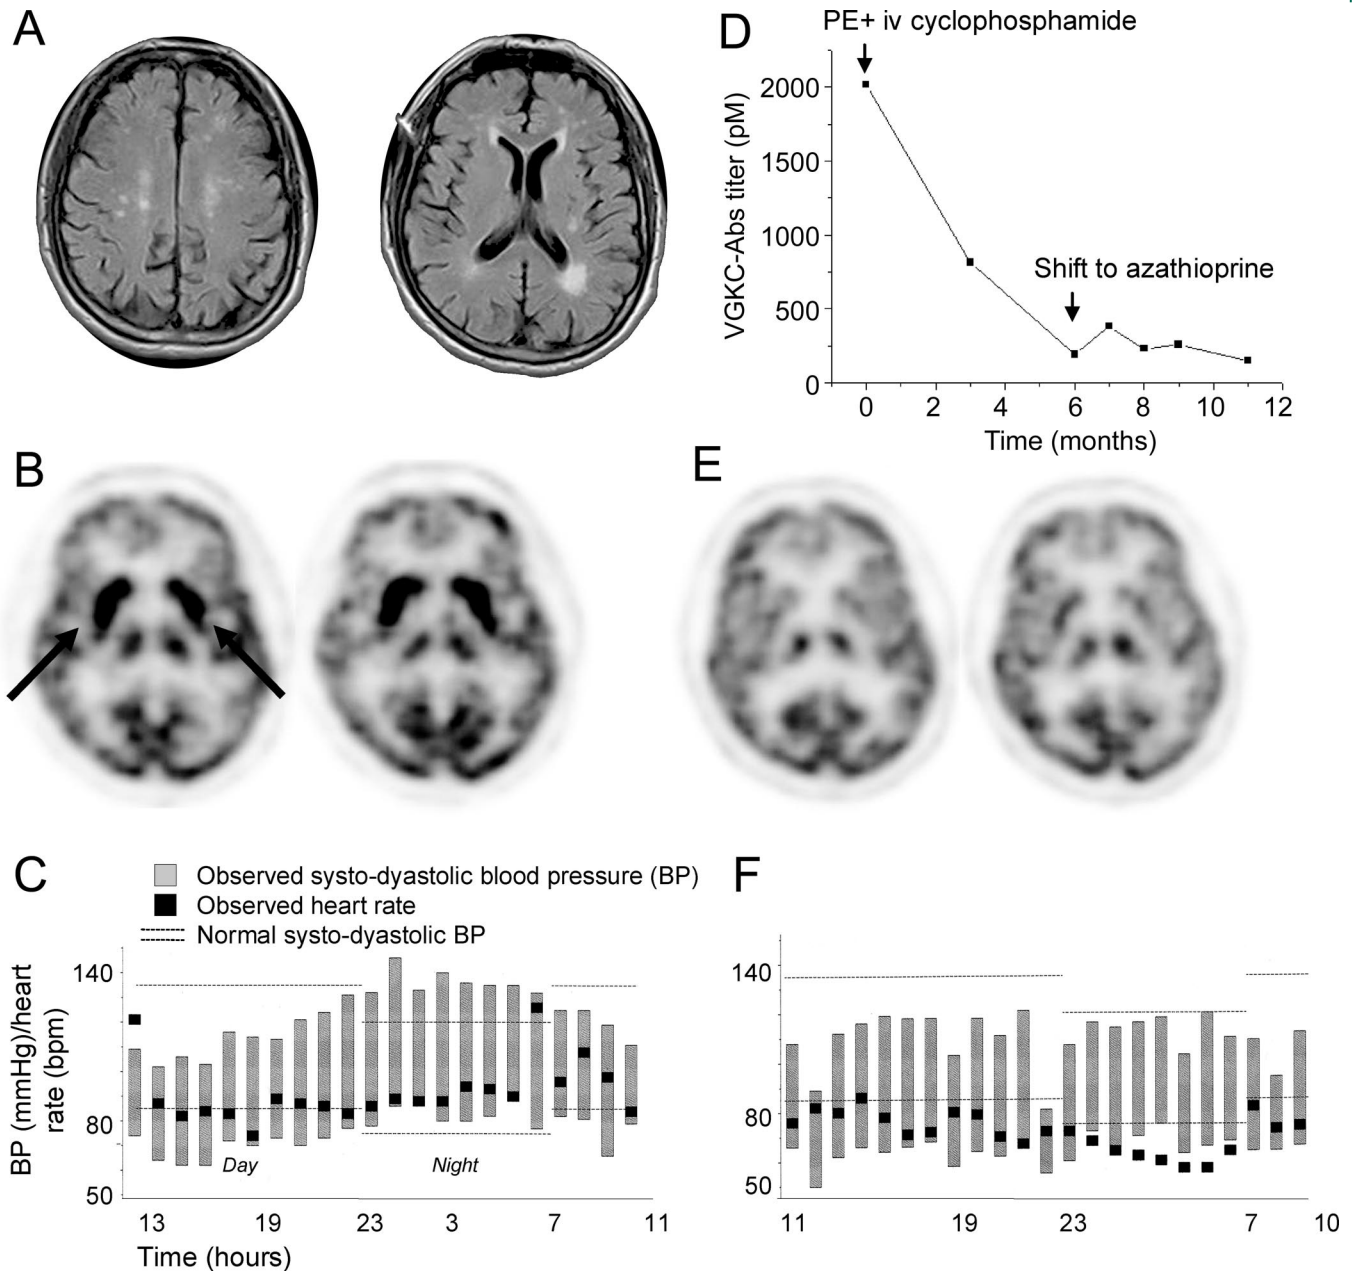 A
D
PE+ iv cyclophosphamide
VGKC-Abs titer (pM)
2000
1500
1000
500
0
Shift to azathioprine
0 2 4 6 8 10 12
Time (months)
B
E
C
Observed systo-dyastolic blood pressure (BP)
Observed heart rate
Normal systo-dyastolic BP
BP (mmHg)/heart
rate (bpm)
140
80
50
Day
Night
13 19 23 3 7 11
Time (hours)
F
140
80
50
11 19 23 7 10